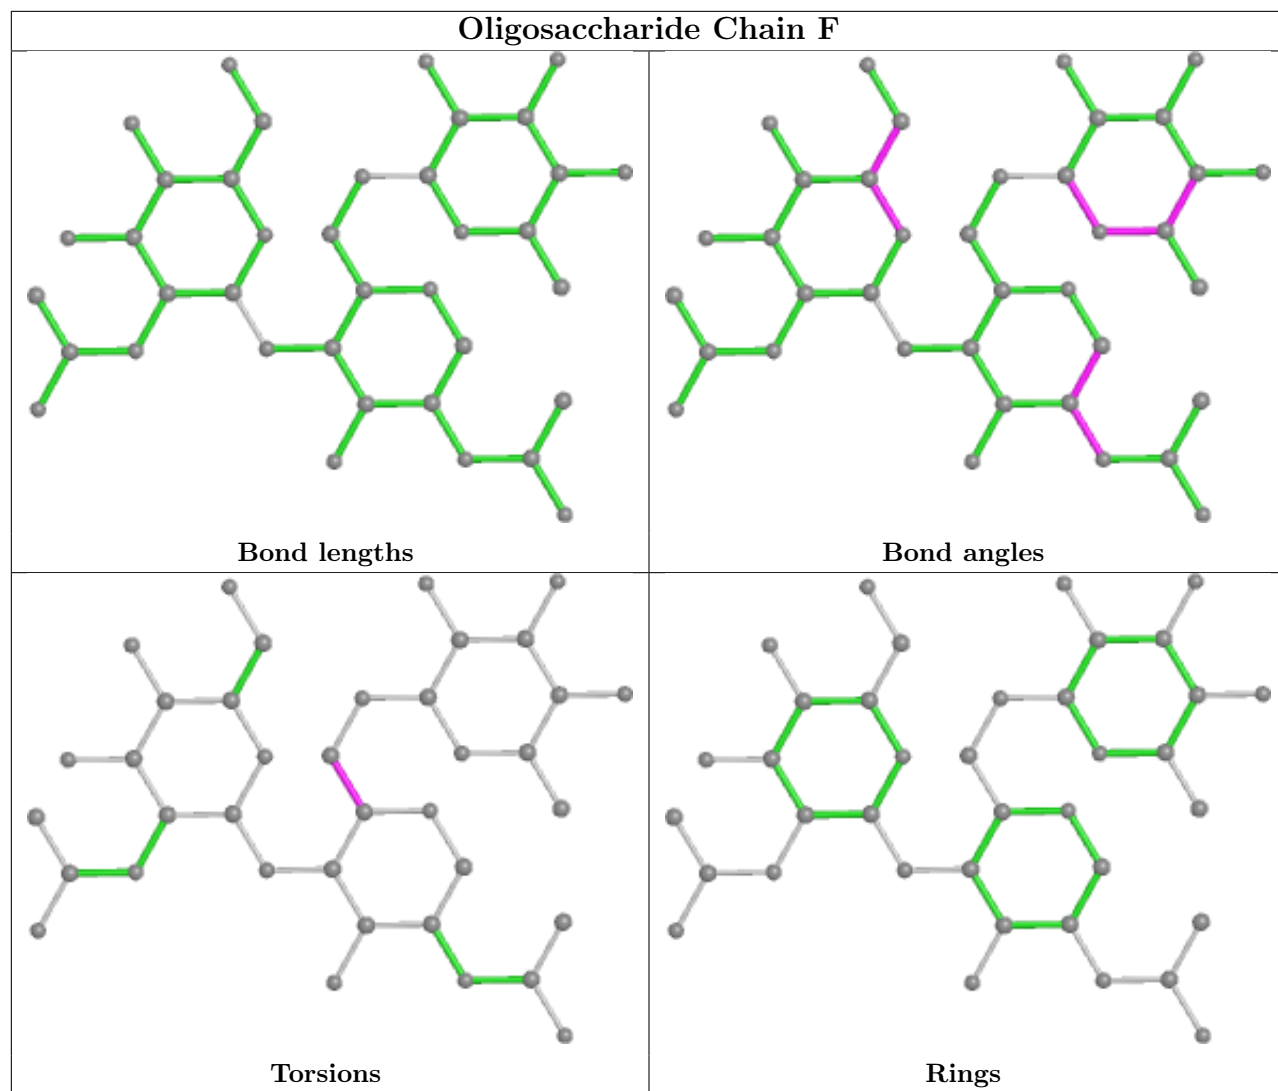 Oligosaccharide Chain F
Bond lengths
Bond angles
Torsions
Rings